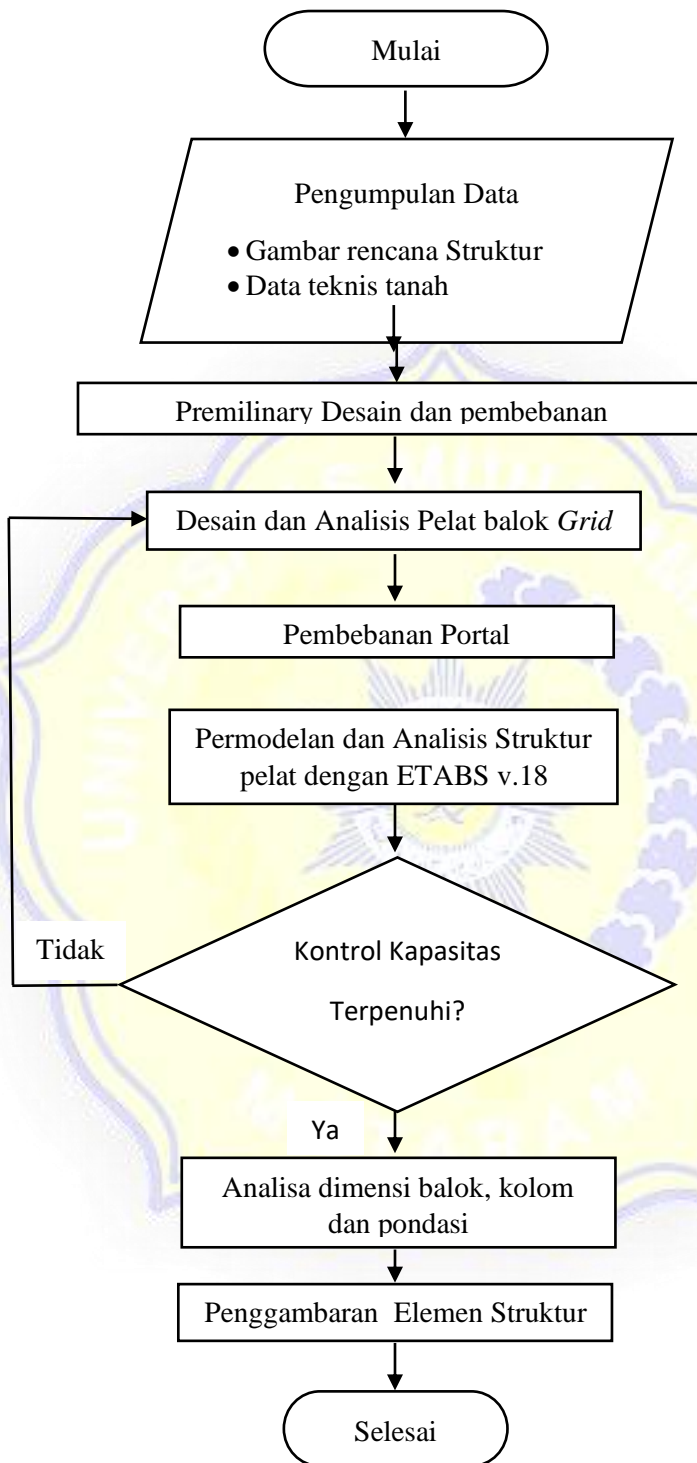 Mulai
Pengumpulan Data
• Gambar rencana Struktur
• Data teknis tanah
Premilinary Desain dan pembebanan
Desain dan Analisis Pelat balok Grid
Pembebanan Portal
Permodelan dan Analisis Struktur
pelat dengan ETABS v.18
Tidak
Kontrol Kapasitas
Terpenuhi?
Ya
Analisa dimensi balok, kolom
dan pondasi
Penggambaran Elemen Struktur
Selesai